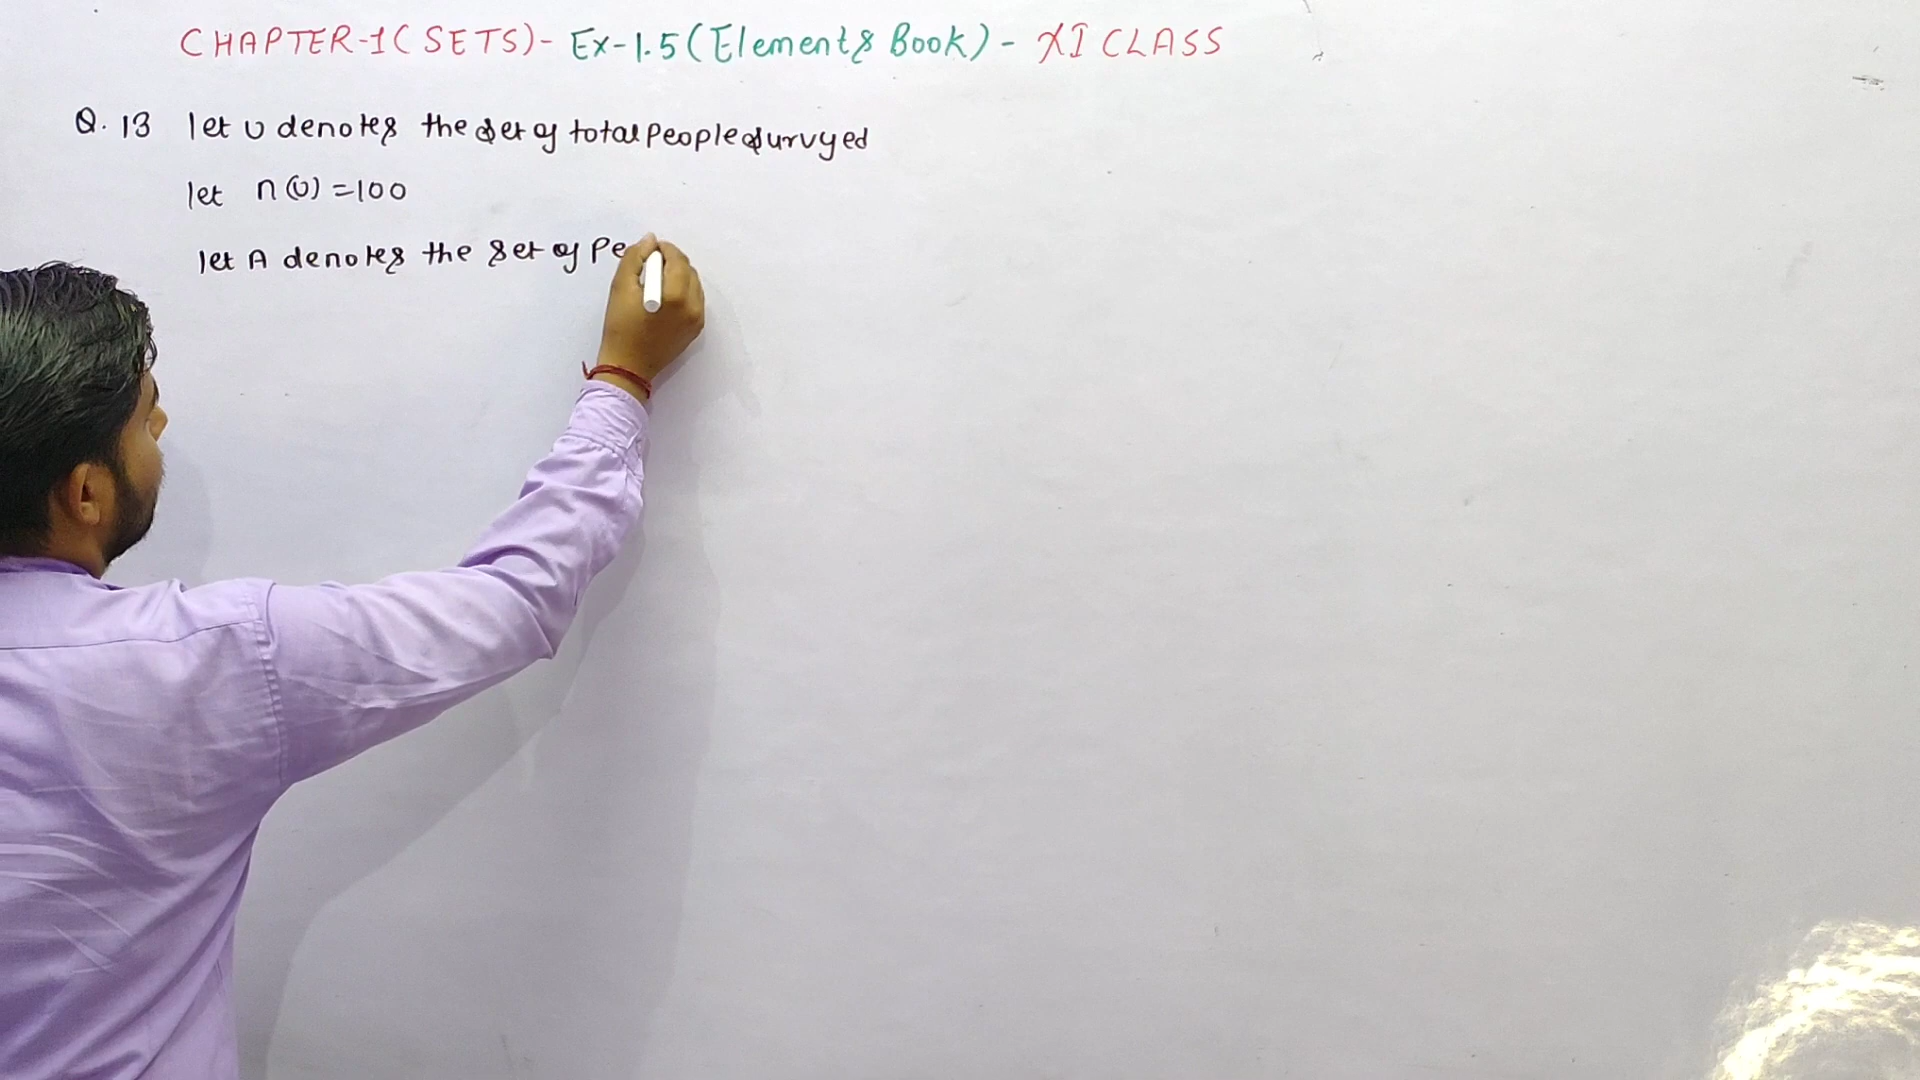 CHAPTER-1(SETS)- Ex-1.5(Elements Book) - XI CLASS
Q. 13 let U denotes the set of total people survyed
let n(U) =100
let A denotes the set of Pe